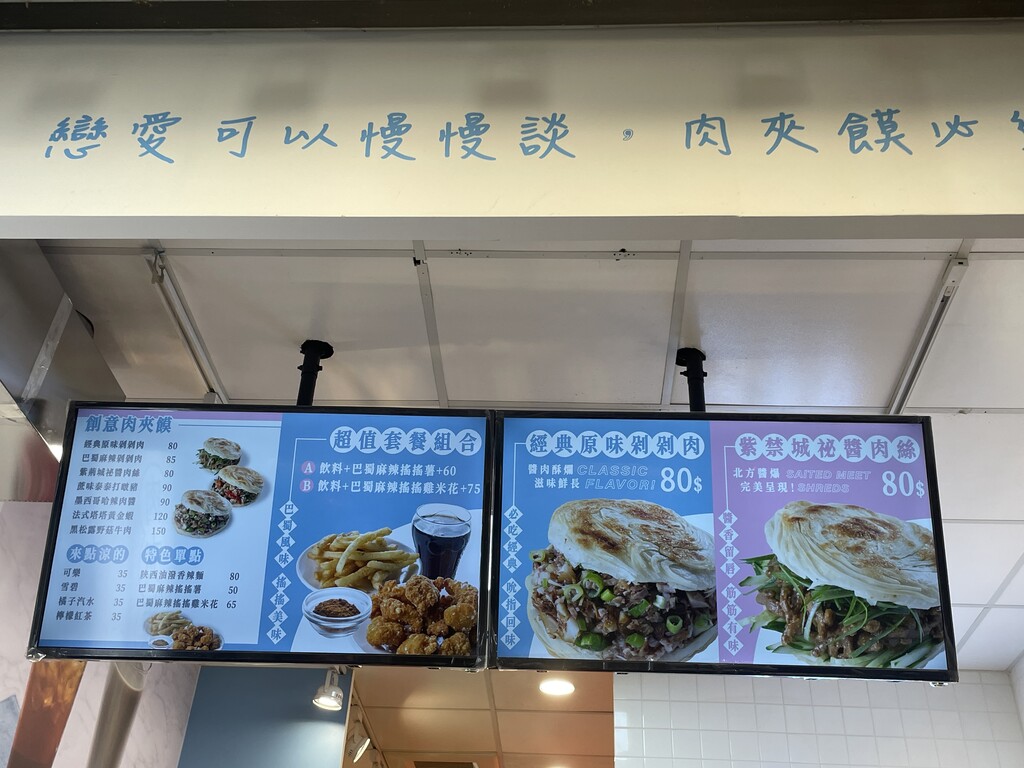 戀愛可以慢慢談，肉夾饃必
創意肉夾饃
經典原味剁剁肉 80
巴蜀麻辣剁剁肉 85
紫禁城祕醬肉絲 80
蔗味泰泰打嗷豬 90
墨西哥哈辣肉醬 90
法式塔塔黃金蝦 120
黑松露野菇牛肉 150
來點涼的
可樂 35
雪碧 35
橘子汽水 35
檸檬紅茶 35
特色單點
陝西油潑香辣麵 80
巴蜀麻辣搖搖薯 50
巴蜀麻辣搖搖雞米花 65
超值套餐組合
A 飲料+巴蜀麻辣搖搖薯+60
B 飲料+巴蜀麻辣搖搖雞米花+75
巴蜀風味 搖搖美味
經典原味剁剁肉
醬肉酥爛 CLASSIC
滋味鮮長 FLAVOR!
80$
必吃經典 吮指回味
紫禁城祕醬肉絲
北方醬爆 SAITED MEET
完美呈現! SHREDS
80$
醬香留唇 筋筋有味